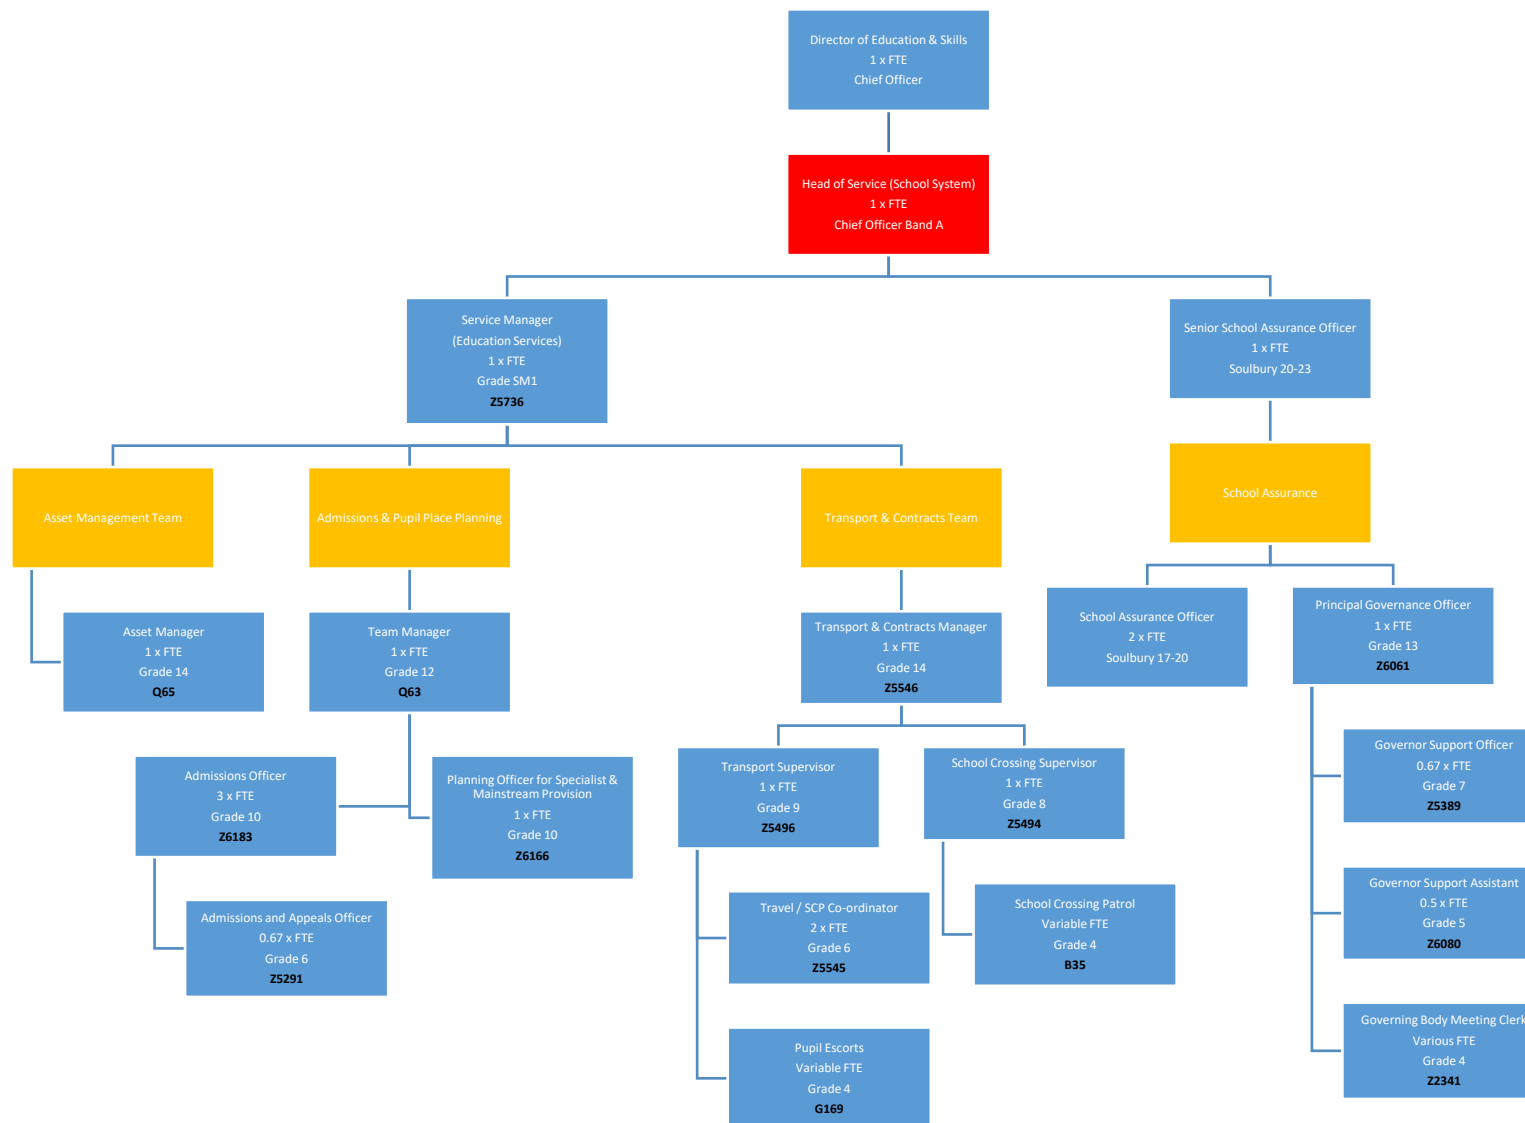 Director of Education & Skills
1 x FTE
Chief Officer
Head of Service (School System)
1 x FTE
Chief Officer Band A
Service Manager
(Education Services)
1 x FTE
Grade SM1
Z5736
Senior School Assurance Officer
1 x FTE
Soulbury 20-23
Asset Management Team
Admissions & Pupil Place Planning
Transport & Contracts Team
School Assurance
Asset Manager
1 x FTE
Grade 14
Q65
Team Manager
1 x FTE
Grade 12
Q63
Transport & Contracts Manager
1 x FTE
Grade 14
Z5546
School Assurance Officer
2 x FTE
Soulbury 17-20
Principal Governance Officer
1 x FTE
Grade 13
Z6061
Admissions Officer
3 x FTE
Grade 10
Z6183
Planning Officer for Specialist &
Mainstream Provision
1 x FTE
Grade 10
Z6166
Transport Supervisor
1 x FTE
Grade 9
Z5496
School Crossing Supervisor
1 x FTE
Grade 8
Z5494
Governor Support Officer
0.67 x FTE
Grade 7
Z5389
Admissions and Appeals Officer
0.67 x FTE
Grade 6
Z5291
Travel / SCP Co-ordinator
2 x FTE
Grade 6
Z5545
School Crossing Patrol
Variable FTE
Grade 4
B35
Governor Support Assistant
0.5 x FTE
Grade 5
Z6080
Pupil Escorts
Variable FTE
Grade 4
G169
Governing Body Meeting Clerk
Various FTE
Grade 4
Z2341